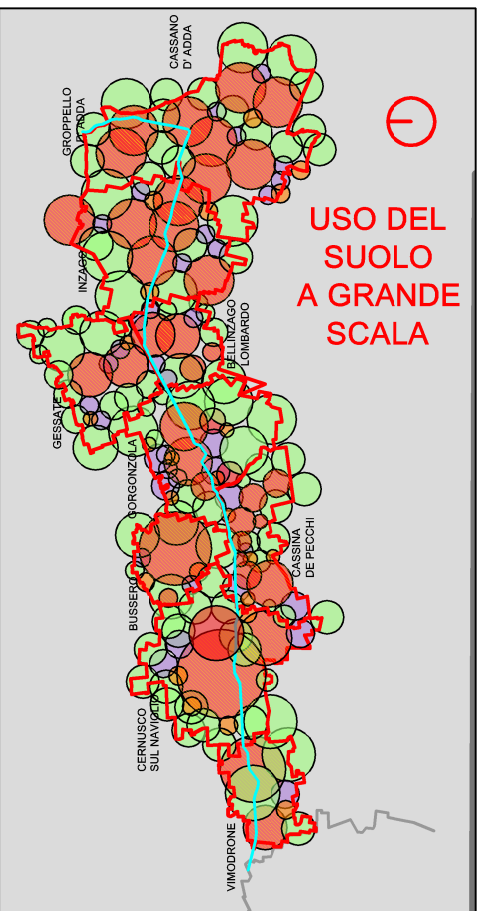 CASSANO
D' ADDA
GROPPELLO
D' ADDA
USO DEL
SUOLO
A GRANDE
SCALA
INZAGO
BELLINZAGO
LOMBARDO
GESSATE
GORGONZOLA
CASSINA
DE PECCHI
BUSSERO
CERNUSCO
SUL NAVIGLIO
VIMODRONE